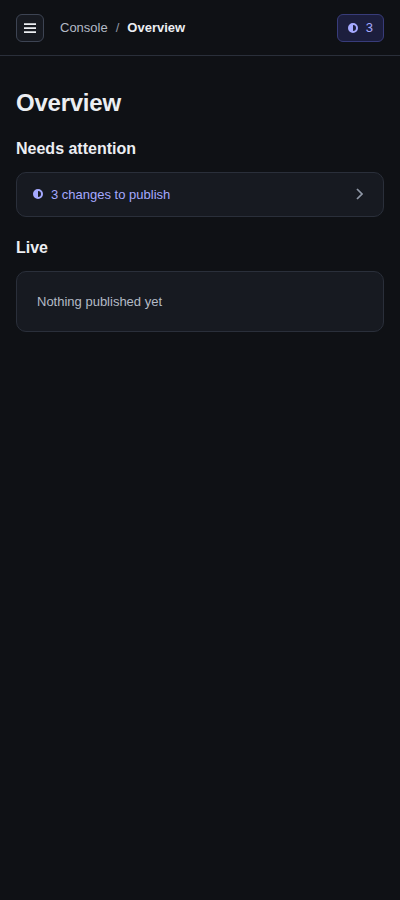 Console / Overview
3
Overview
Needs attention
3 changes to publish
Live
Nothing published yet